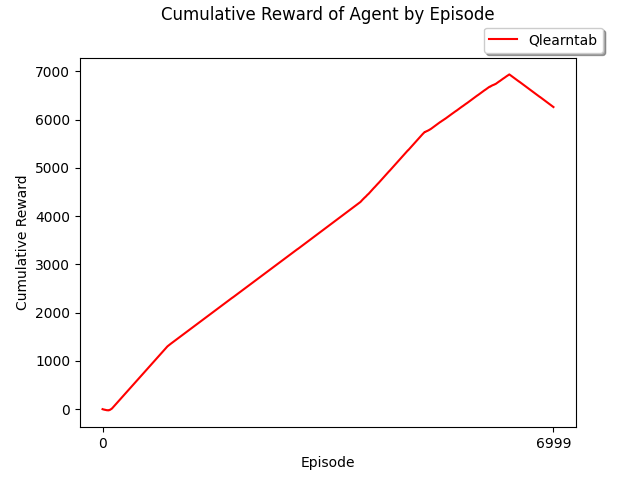 Cumulative Reward of Agent by Episode
Qlearntab
7000
6000
5000
4000
3000
2000
1000
0
Cumulative Reward
0 6999
Episode